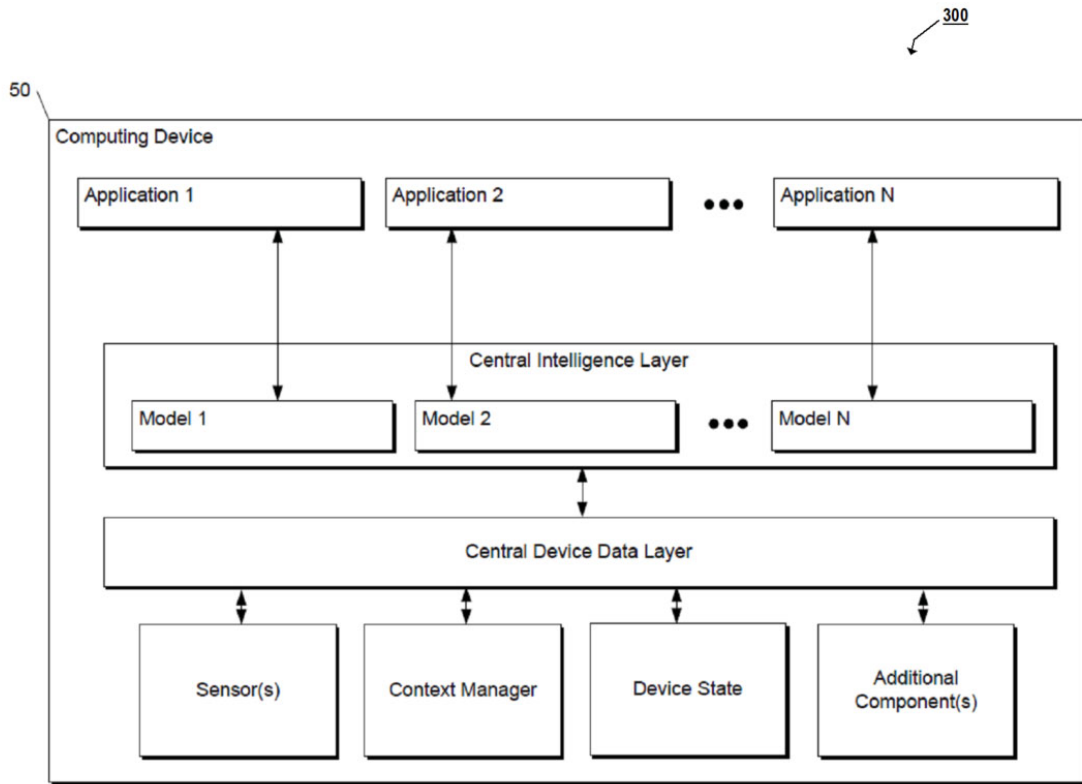 300
50
Computing Device
Application 1
Application 2
•••
Application N
Central Intelligence Layer
Model 1
Model 2
•••
Model N
Central Device Data Layer
Sensor(s)
Context Manager
Device State
Additional
Component(s)